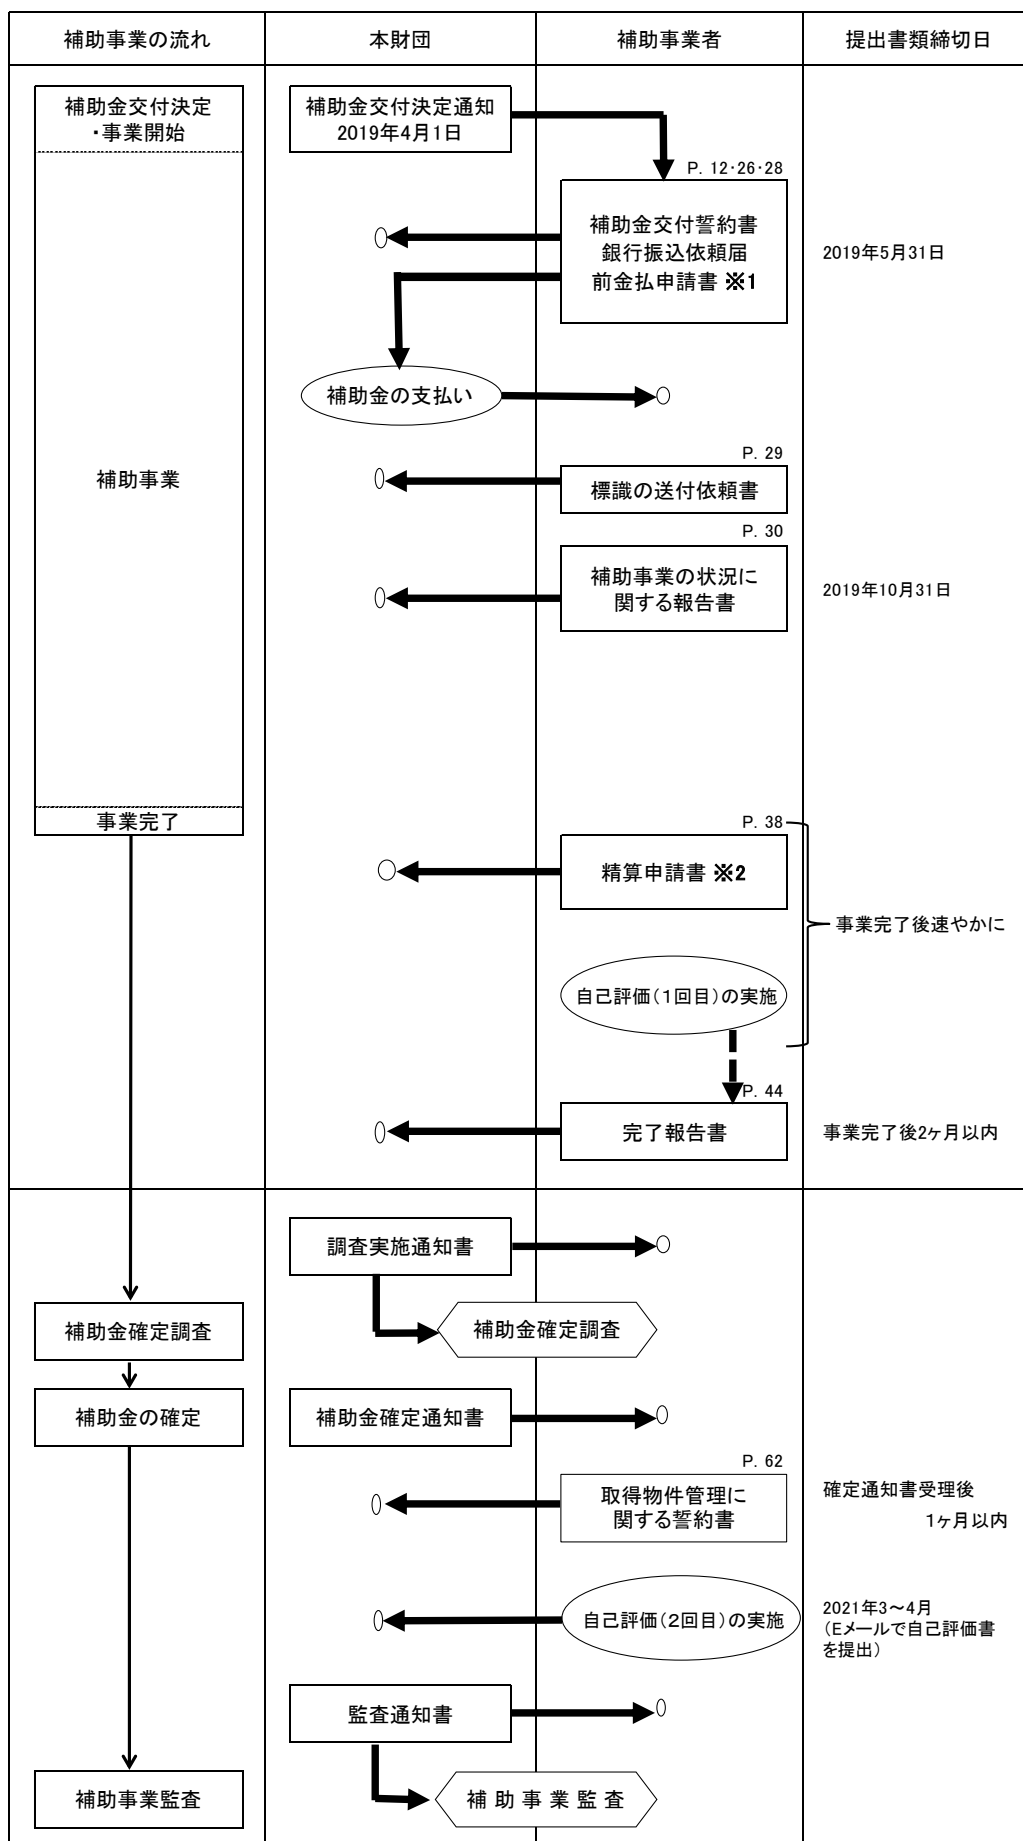 補助事業の流れ
本財団
補助事業者
提出書類締切日
補助金交付決定
・事業開始
補助金交付決定通知
2019年4月1日
P. 12・26・28
補助金交付誓約書
銀行振込依頼届
前金払申請書 ※1
2019年5月31日
補助金の支払い
補助事業
P. 29
標識の送付依頼書
P. 30
補助事業の状況に
関する報告書
2019年10月31日
事業完了
P. 38
精算申請書 ※2
事業完了後速やかに
自己評価(1回目)の実施
P. 44
完了報告書
事業完了後2ヶ月以内
調査実施通知書
補助金確定調査
補助金確定調査
補助金の確定
補助金確定通知書
P. 62
取得物件管理に
関する誓約書
確定通知書受理後
1ヶ月以内
自己評価(2回目)の実施
2021年3～4月
(Eメールで自己評価書
を提出)
監査通知書
補助事業監査
補 助 事 業 監 査